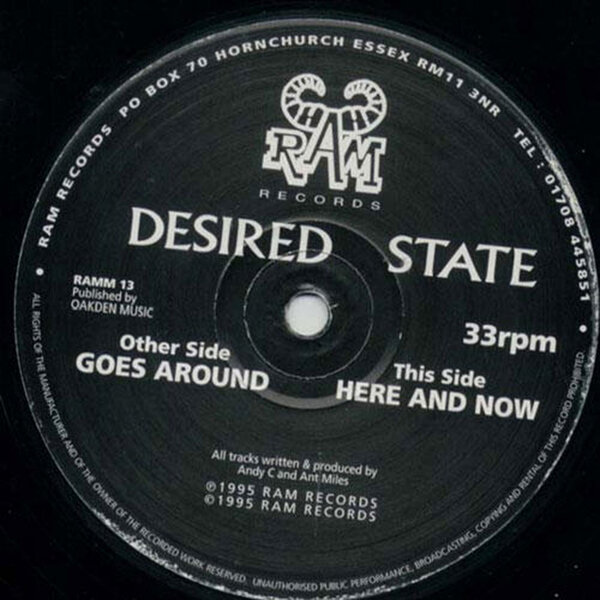 RAM RECORDS PO BOX 70 HORNCHURCH ESSEX RM11 3NR TEL: 01708 445851
RAM
RECORDS
DESIRED STATE
RAMM 13
Published by
OAKDEN MUSIC
33rpm
Other Side
GOES AROUND
This Side
HERE AND NOW
All tracks written & produced by
Andy C and Ant Miles
℗1995 RAM RECORDS
©1995 RAM RECORDS
ALL RIGHTS OF THE MANUFACTURER AND OF THE OWNER OF THE RECORDED WORK RESERVED. UNAUTHORISED PUBLIC PERFORMANCE, BROADCASTING, COPYING AND RENTAL OF THIS RECORD PROHIBITED